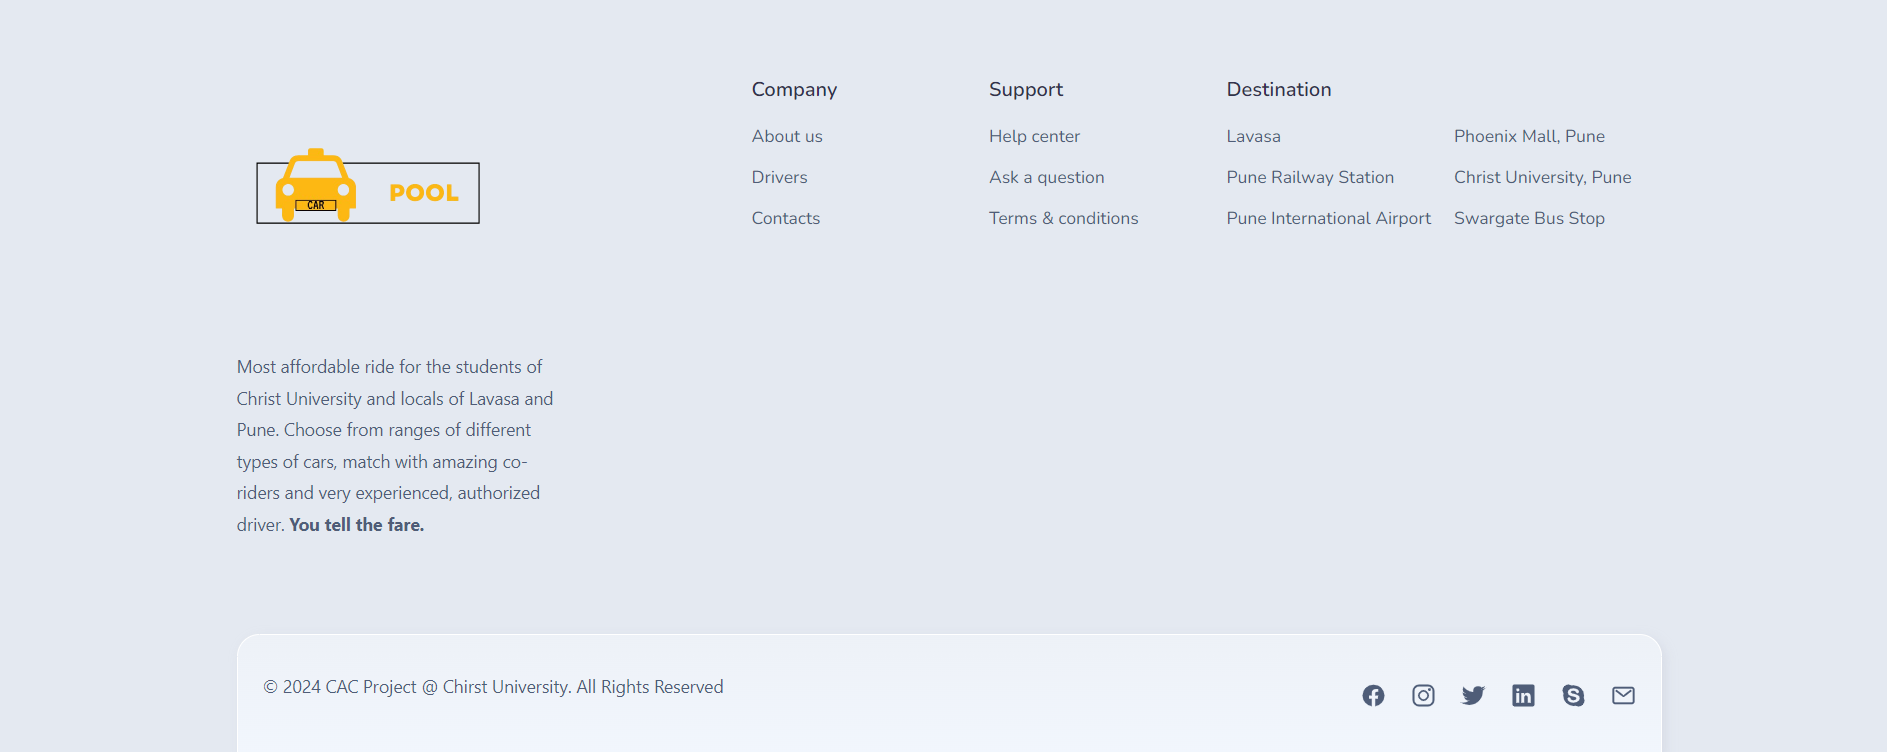 CAR
POOL
Most affordable ride for the students of
Christ University and locals of Lavasa and
Pune. Choose from ranges of different
types of cars, match with amazing co-
riders and very experienced, authorized
driver. You tell the fare.
Company
About us
Drivers
Contacts
Support
Help center
Ask a question
Terms & conditions
Destination
Lavasa
Pune Railway Station
Pune International Airport
Phoenix Mall, Pune
Christ University, Pune
Swargate Bus Stop
© 2024 CAC Project @ Chirst University. All Rights Reserved